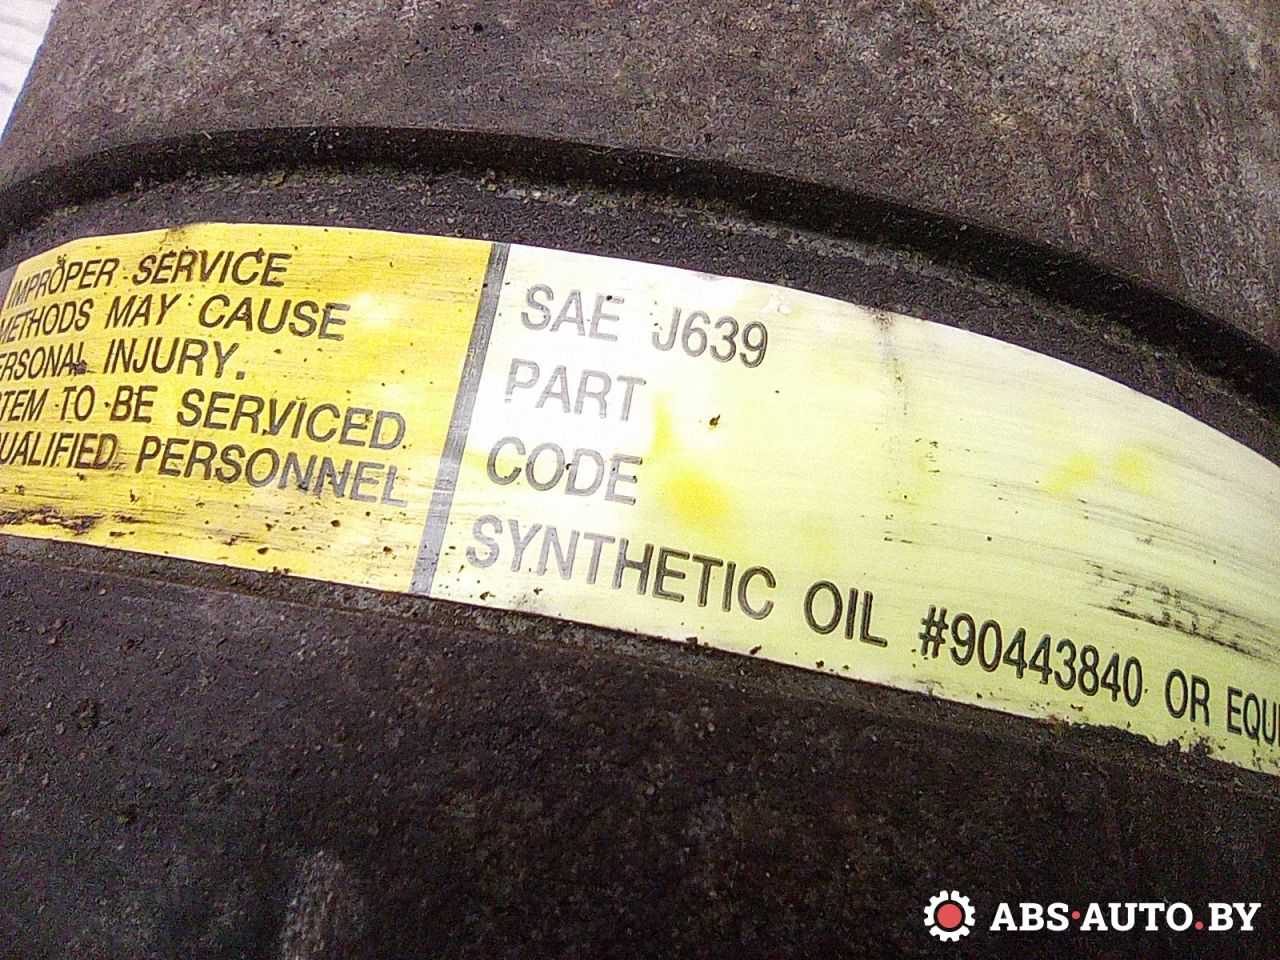 IMPROPER SERVICE
METHODS MAY CAUSE
ERSONAL INJURY.
TEM TO BE SERVICED
UALIFIED PERSONNEL
SAE J639
PART
CODE
SYNTHETIC OIL #90443840 OR EQUI
ABS·AUTO.BY